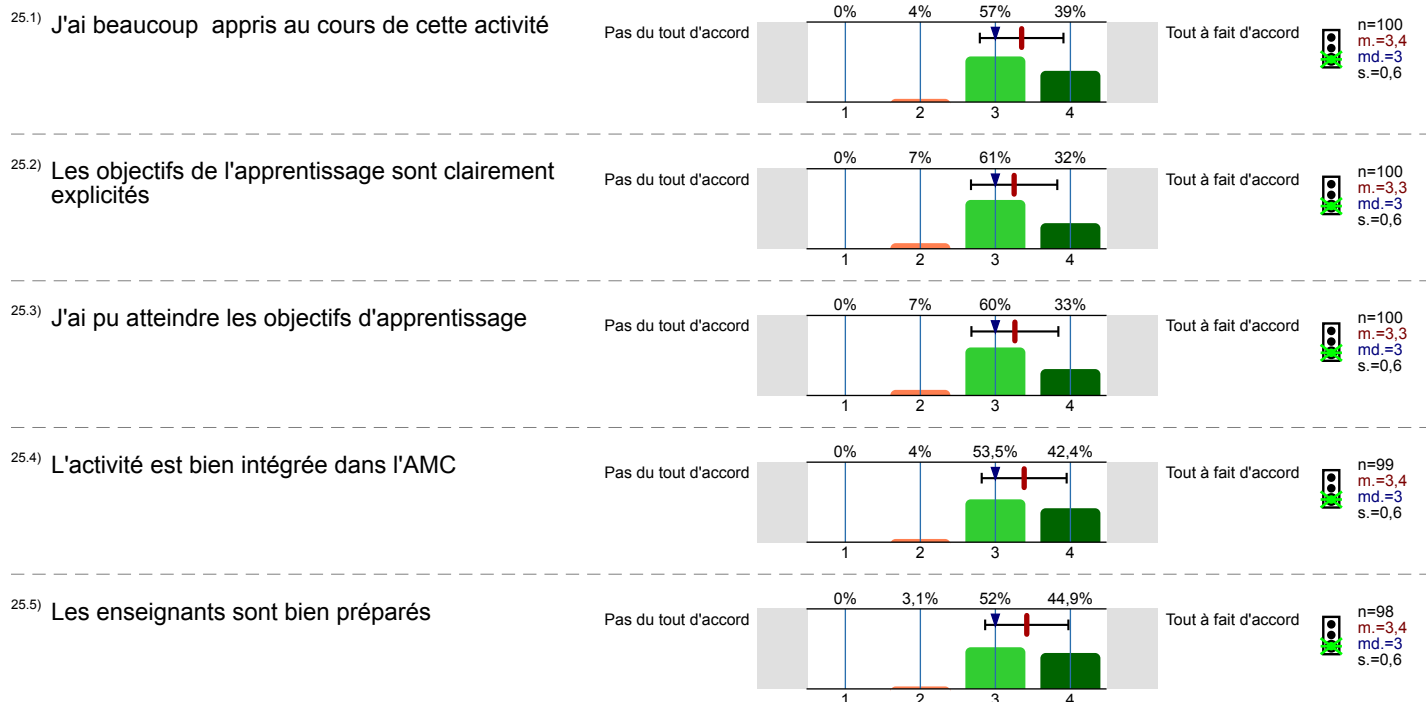 25.1) J'ai beaucoup appris au cours de cette activité
Pas du tout d'accord
0% 4% 57% 39%
1 2 3 4
Tout à fait d'accord
n=100
m.=3,4
md.=3
s.=0,6
25.2) Les objectifs de l'apprentissage sont clairement
explicités
Pas du tout d'accord
0% 7% 61% 32%
1 2 3 4
Tout à fait d'accord
n=100
m.=3,3
md.=3
s.=0,6
25.3) J'ai pu atteindre les objectifs d'apprentissage
Pas du tout d'accord
0% 7% 60% 33%
1 2 3 4
Tout à fait d'accord
n=100
m.=3,3
md.=3
s.=0,6
25.4) L'activité est bien intégrée dans l'AMC
Pas du tout d'accord
0% 4% 53,5% 42,4%
1 2 3 4
Tout à fait d'accord
n=99
m.=3,4
md.=3
s.=0,6
25.5) Les enseignants sont bien préparés
Pas du tout d'accord
0% 3,1% 52% 44,9%
1 2 3 4
Tout à fait d'accord
n=98
m.=3,4
md.=3
s.=0,6